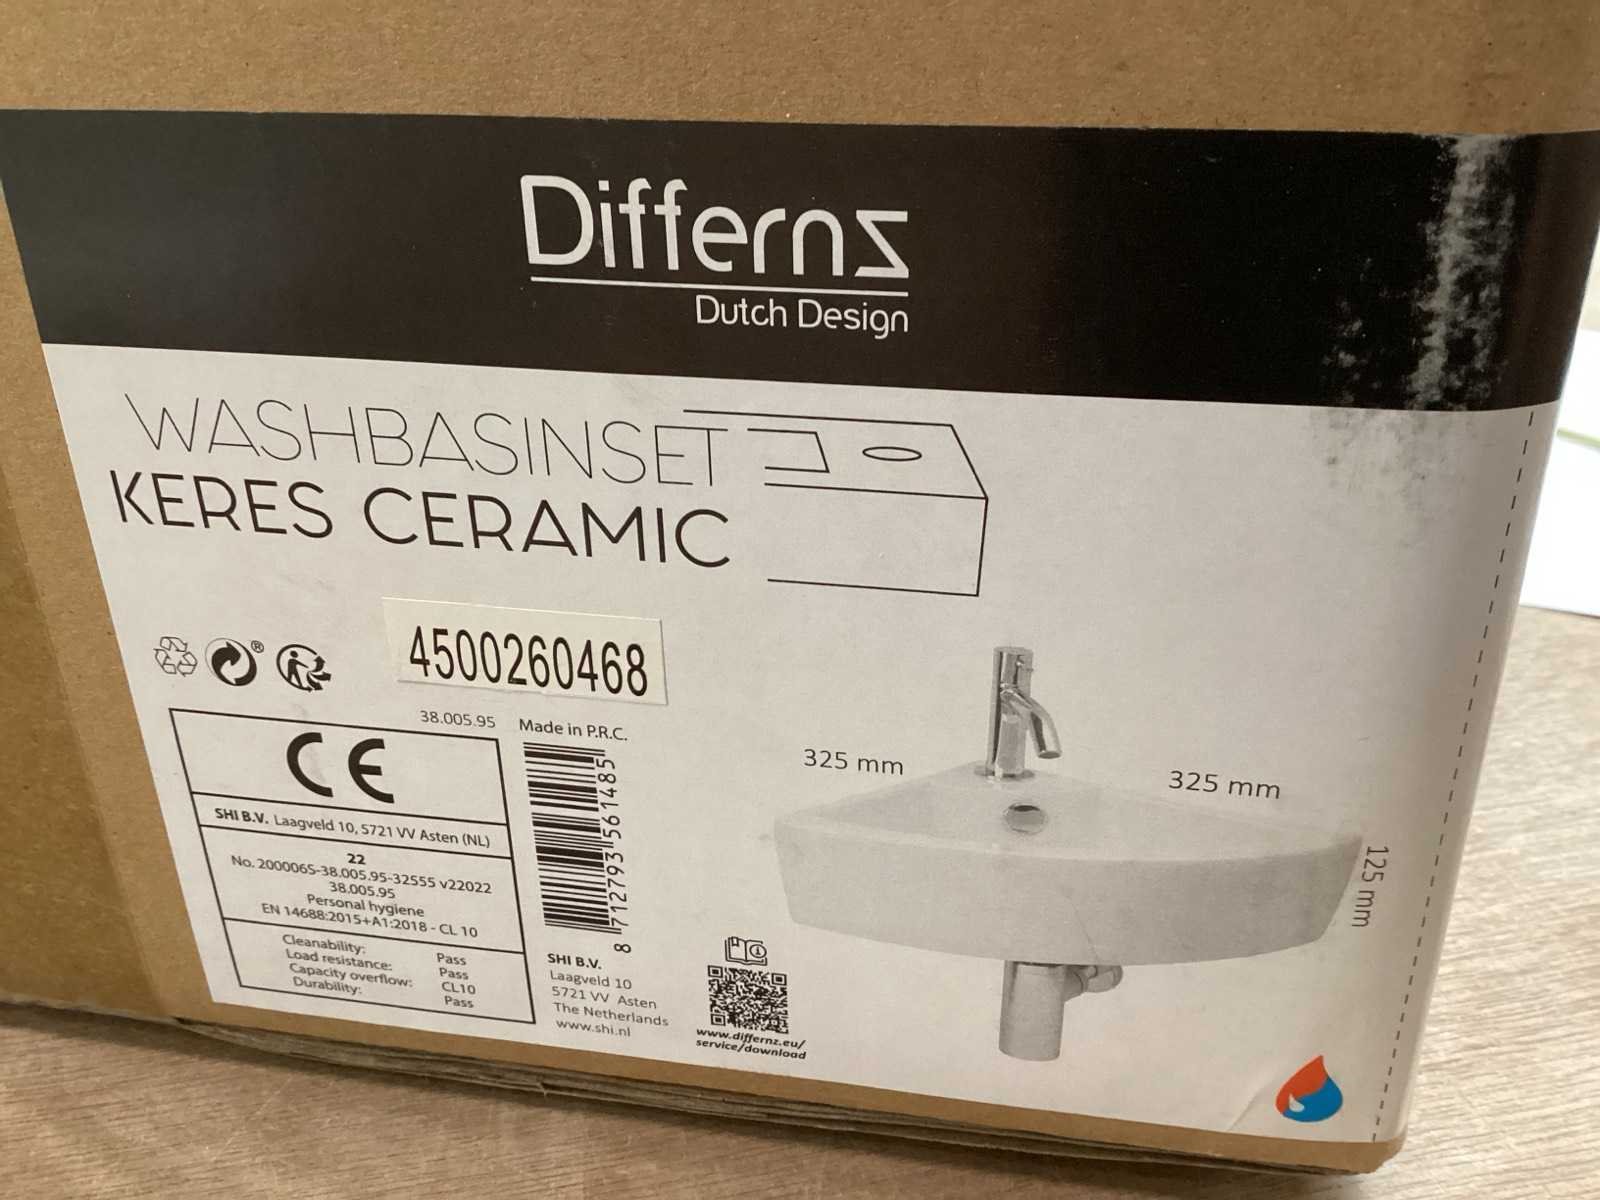 Differnz
Dutch Design
WASHBASINSET
KERES CERAMIC
4500260468
®
38.005.95
Made in P.R.C.
CE
SHI B.V. Laagveld 10, 5721 VV Asten (NL)
22
No. 200006S-38.005.95-32555 v22022
38.005.95
Personal hygiene
EN 14688:2015+A1:2018 - CL 10
Cleanability: Pass
Load resistance: Pass
Capacity overflow: CL10
Durability: Pass
8 712793 561485
SHI B.V.
Laagveld 10
5721 VV Asten
The Netherlands
www.shi.nl
www.differnz.eu/
service/download
325 mm
325 mm
125 mm